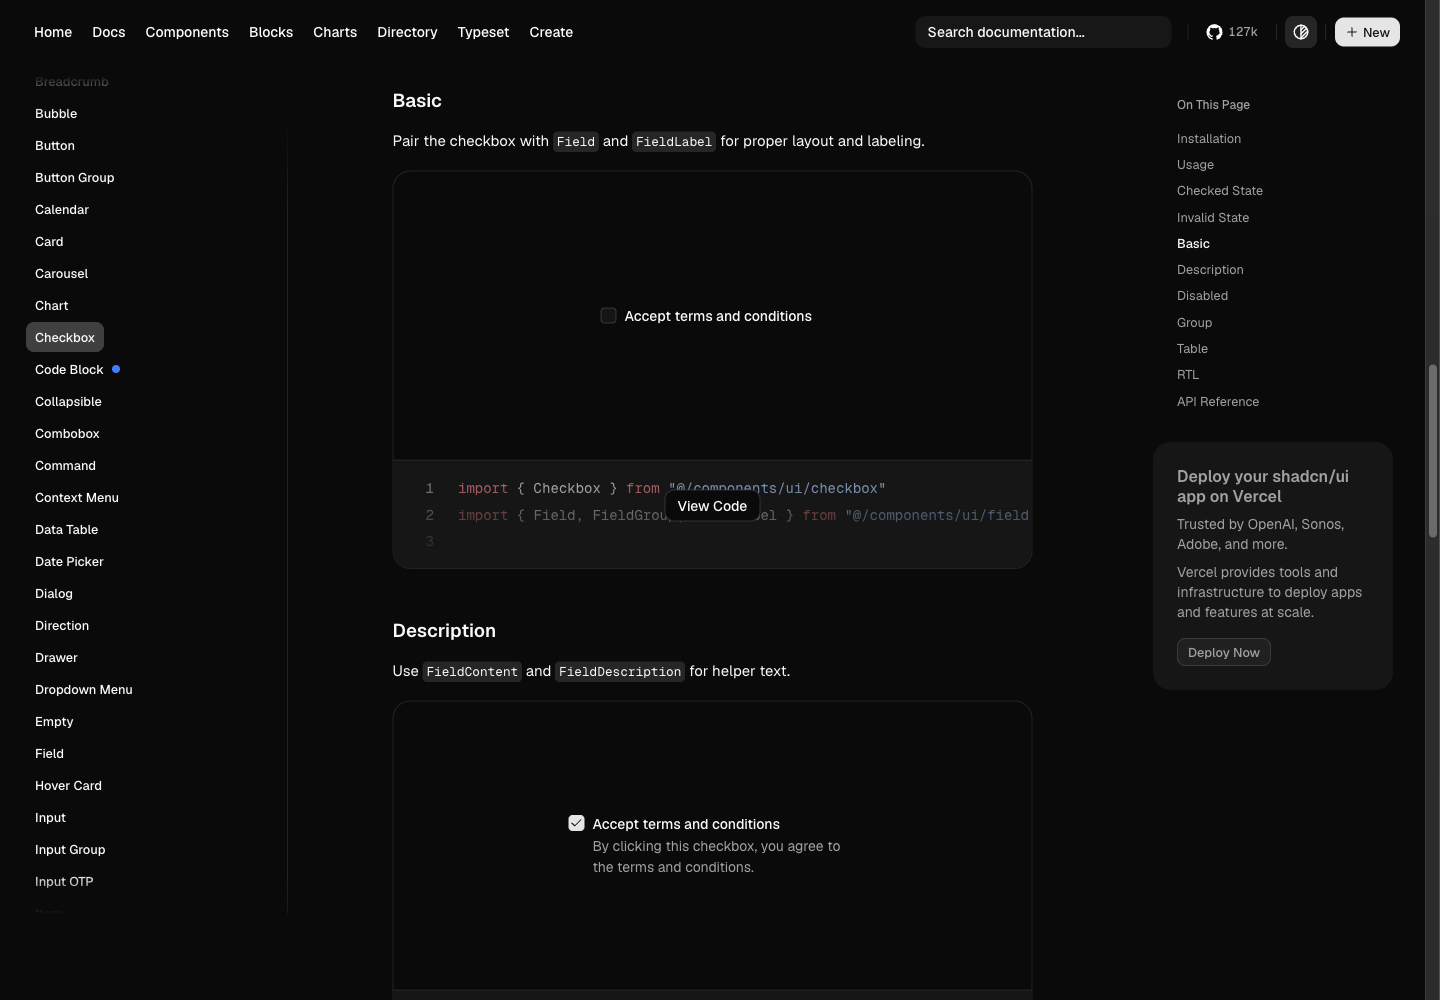 Home Docs Components Blocks Charts Directory Typeset Create
Search documentation...
127k
New
Breadcrumb
Bubble
Button
Button Group
Calendar
Card
Carousel
Chart
Checkbox
Code Block
Collapsible
Combobox
Command
Context Menu
Data Table
Date Picker
Dialog
Direction
Drawer
Dropdown Menu
Empty
Field
Hover Card
Input
Input Group
Input OTP
Basic
Pair the checkbox with Field and FieldLabel for proper layout and labeling.
Accept terms and conditions
1 import { Checkbox } from "@/components/ui/checkbox"
View Code
2 import { Field, FieldGrou el } from "@/components/ui/field
3
Description
Use FieldContent and FieldDescription for helper text.
Accept terms and conditions
By clicking this checkbox, you agree to
the terms and conditions.
On This Page
Installation
Usage
Checked State
Invalid State
Basic
Description
Disabled
Group
Table
RTL
API Reference
Deploy your shadcn/ui
app on Vercel
Trusted by OpenAI, Sonos,
Adobe, and more.
Vercel provides tools and
infrastructure to deploy apps
and features at scale.
Deploy Now